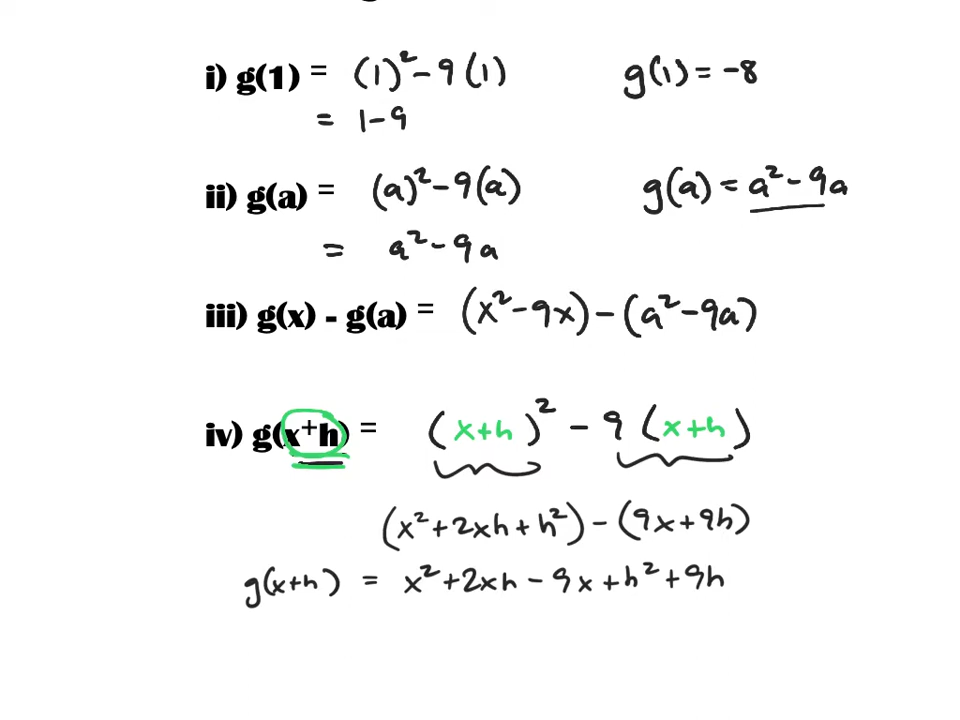 i) g(1) = (1)² - 9(1) g(1) = -8
= 1-9
ii) g(a) = (a)² - 9(a) g(a) = a² - 9a
= a² - 9a
iii) g(x) - g(a) = (x² - 9x) - (a² - 9a)
iv) g(x+h) = (x+h)² - 9(x+h)
(x² + 2xh + h²) - (9x + 9h)
g(x+h) = x² + 2xh - 9x + h² + 9h